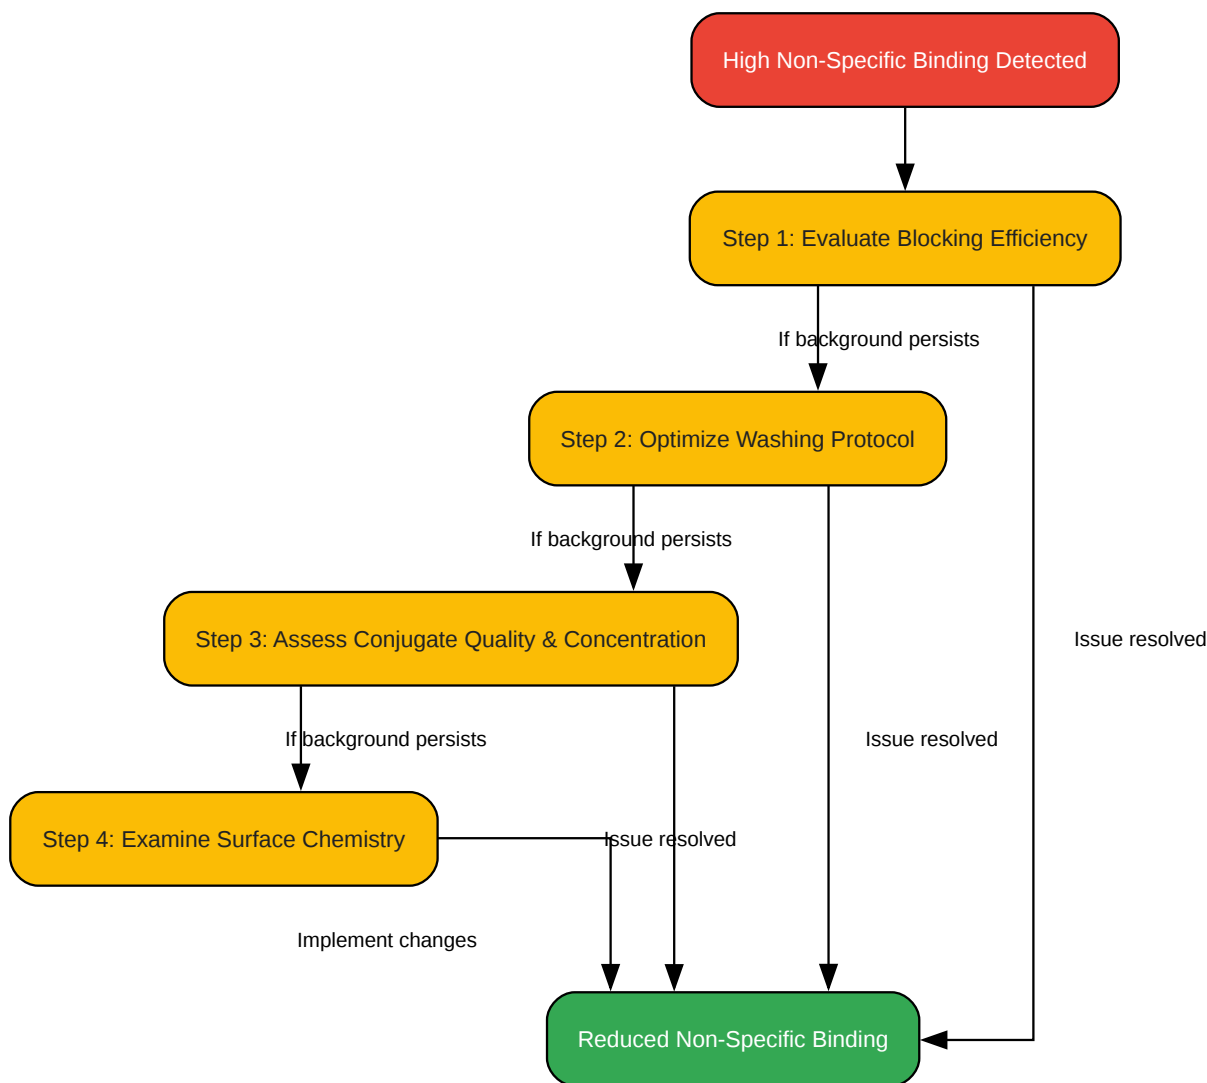 High Non-Specific Binding Detected
Step 1: Evaluate Blocking Efficiency
If background persists
Step 2: Optimize Washing Protocol
If background persists
Step 3: Assess Conjugate Quality & Concentration
Issue resolved
If background persists
Issue resolved
Step 4: Examine Surface Chemistry
Issue resolved
Implement changes
Reduced Non-Specific Binding